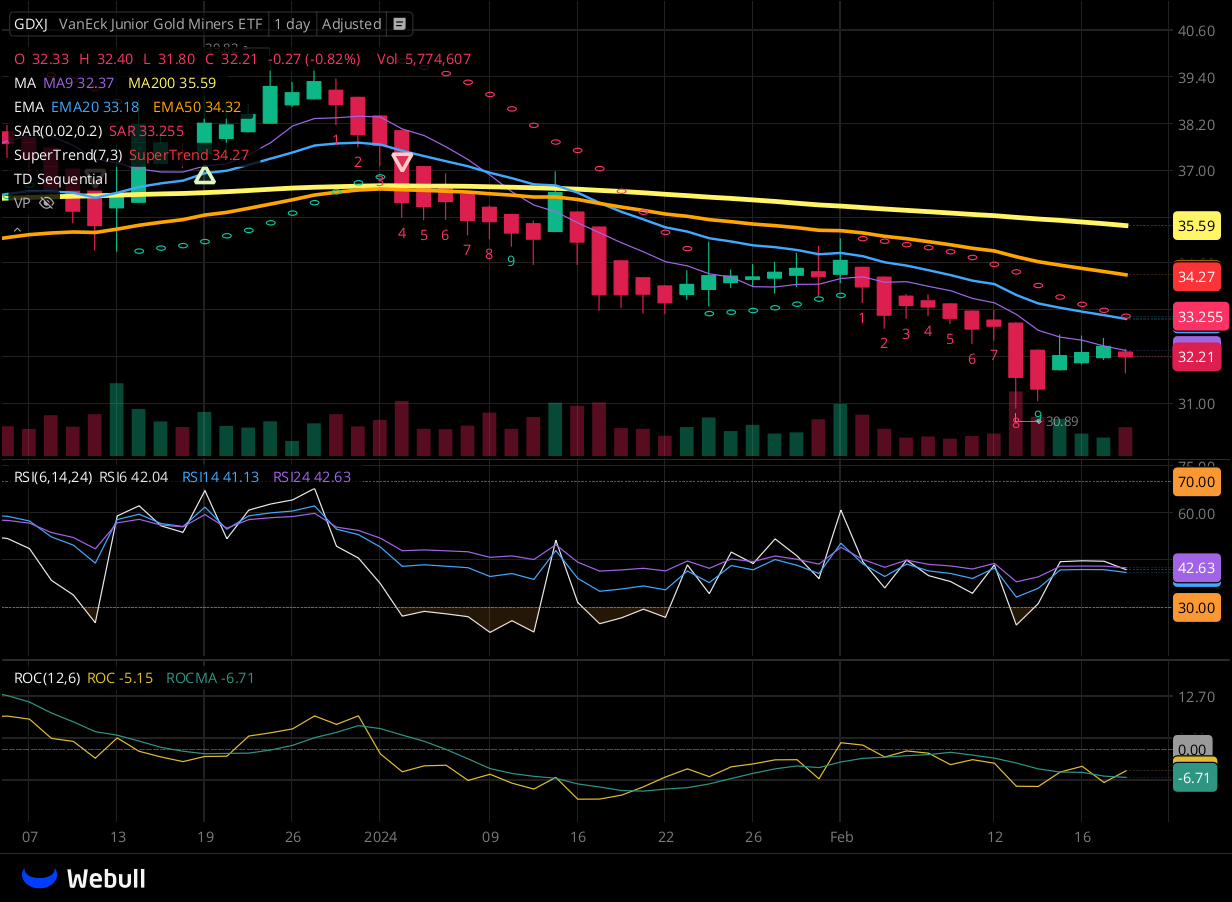 GDXJ VanEck Junior Gold Miners ETF 1 day Adjusted
40.60
O 32.33 H 32.40 L 31.80 C 32.21 -0.27 (-0.82%) Vol 5,774,607
39.40
MA MA9 32.37 MA200 35.59
EMA EMA20 33.18 EMA50 34.32
38.20
SAR(0.02,0.2) SAR 33.255
1
SuperTrend(7,3) SuperTrend 34.27
2
37.00
TD Sequential
3
VP
35.59
4 5 6
7 8 9
34.27
33.255
1 2 3 4 5 6 7
32.21
31.00
8 9 30.89
RSI(6,14,24) RSI6 42.04 RSI14 41.13 RSI24 42.63
70.00
60.00
42.63
30.00
ROC(12,6) ROC -5.15 ROCMA -6.71
12.70
0.00
-6.71
07 13 19 26 2024 09 16 22 26 Feb 12 16
Webull